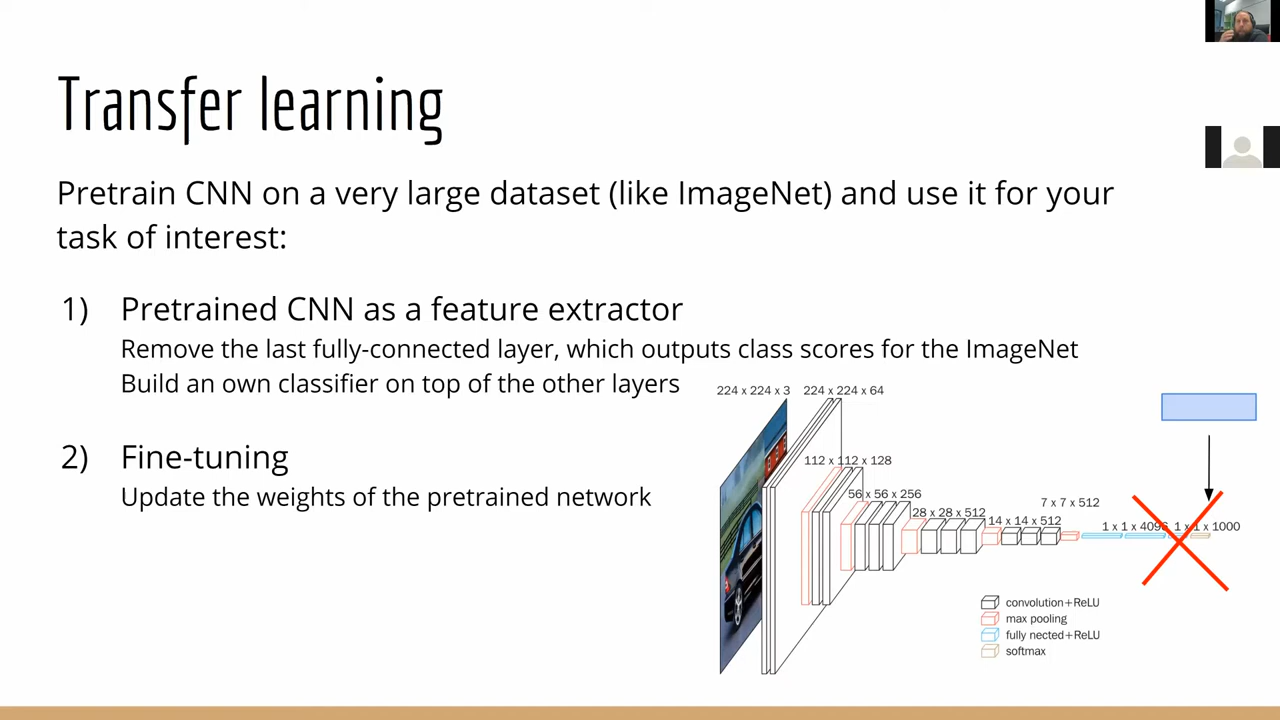 Transfer learning
Pretrain CNN on a very large dataset (like ImageNet) and use it for your
task of interest:
1) Pretrained CNN as a feature extractor
Remove the last fully-connected layer, which outputs class scores for the ImageNet
Build an own classifier on top of the other layers
2) Fine-tuning
Update the weights of the pretrained network
224 x 224 x 3 224 x 224 x 64
112 x 112 x 128
56 x 56 x 256
28 x 28 x 512
14 x 14 x 512
7 x 7 x 512
1 x 1 x 4096 1 x 1 x 1000
convolution+ReLU
max pooling
fully nected+ReLU
softmax